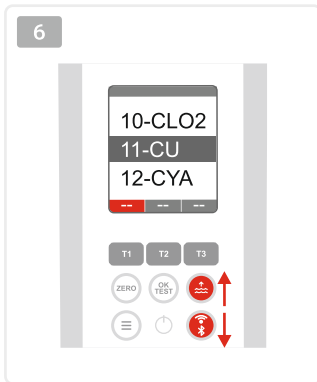 6
10-CLO2
11-CU
12-CYA
-- -- --
T1 T2 T3
ZERO OK TEST